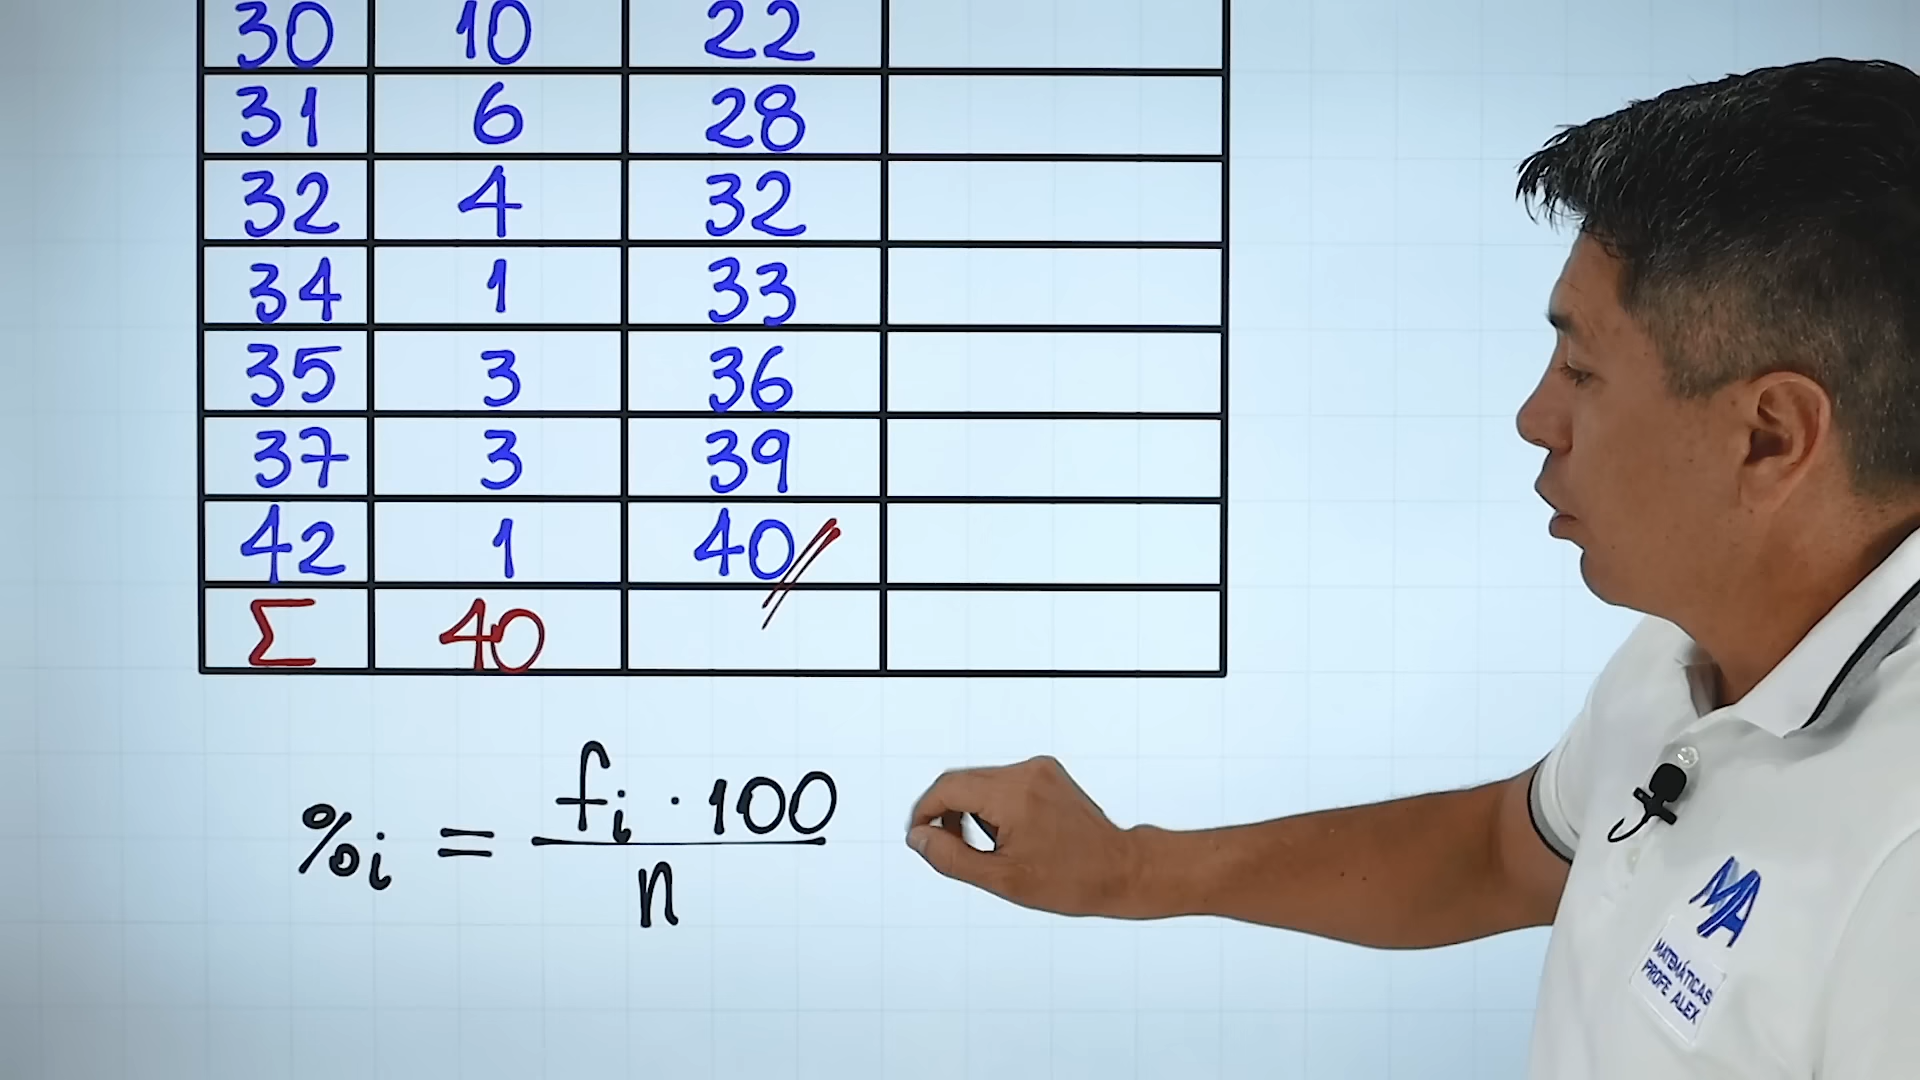 30 10 22
31 6 28
32 4 32
34 1 33
35 3 36
37 3 39
42 1 40
Σ 40
%i = fi · 100 / n
MA
MATEMÁTICAS
PROFE ALEX